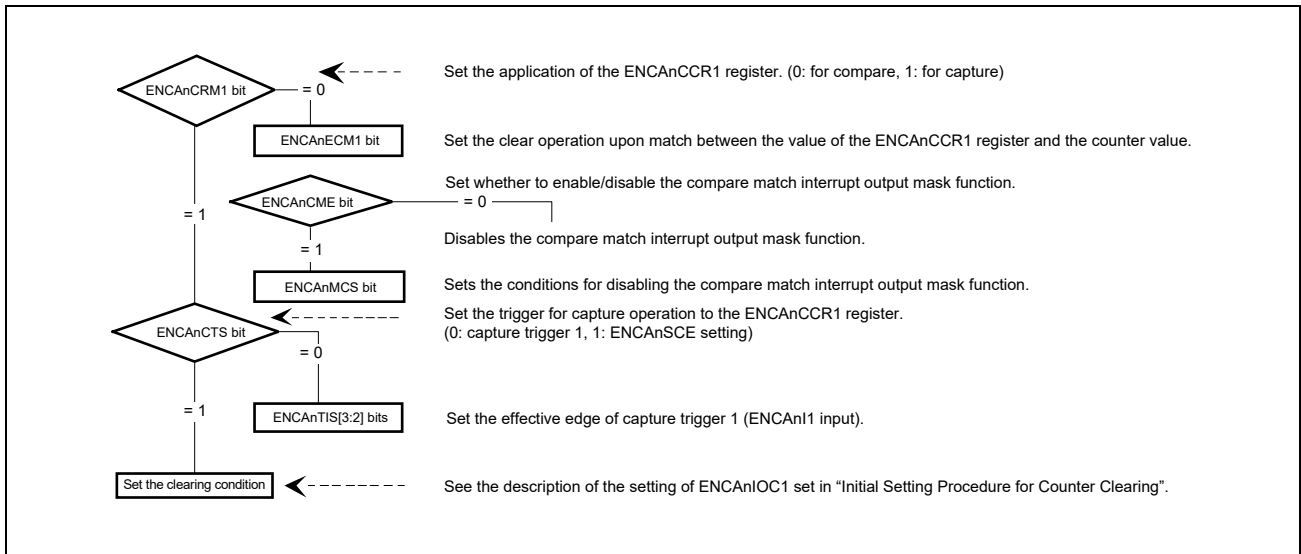 Set the application of the ENCAnCCR1 register. (0: for compare, 1: for capture)
ENCAnCRM1 bit
= 0
ENCAnECM1 bit
Set the clear operation upon match between the value of the ENCAnCCR1 register and the counter value.
Set whether to enable/disable the compare match interrupt output mask function.
ENCAnCME bit
= 0
= 1
Disables the compare match interrupt output mask function.
= 1
ENCAnMCS bit
Sets the conditions for disabling the compare match interrupt output mask function.
Set the trigger for capture operation to the ENCAnCCR1 register.
(0: capture trigger 1, 1: ENCAnSCE setting)
ENCAnCTS bit
= 0
= 1
ENCAnTIS[3:2] bits
Set the effective edge of capture trigger 1 (ENCAnI1 input).
Set the clearing condition
See the description of the setting of ENCAnIOC1 set in “Initial Setting Procedure for Counter Clearing”.